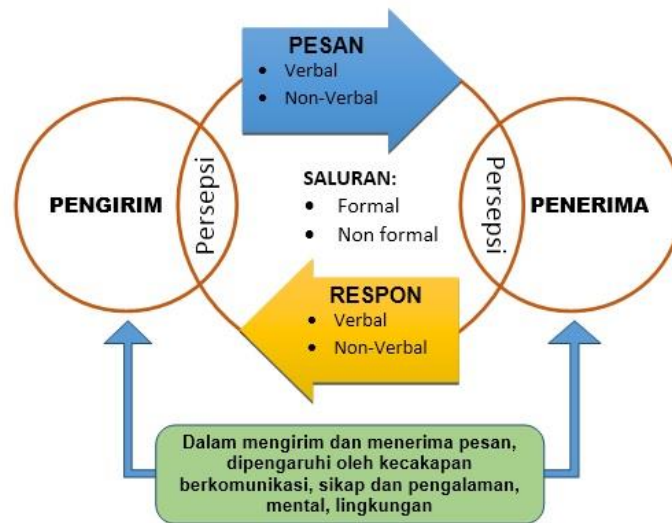 PESAN
• Verbal
• Non-Verbal
PENGIRIM
Persepsi
SALURAN:
• Formal
• Non formal
Persepsi
PENERIMA
RESPON
• Verbal
• Non-Verbal
Dalam mengirim dan menerima pesan,
dipengaruhi oleh kecakapan
berkomunikasi, sikap dan pengalaman,
mental, lingkungan